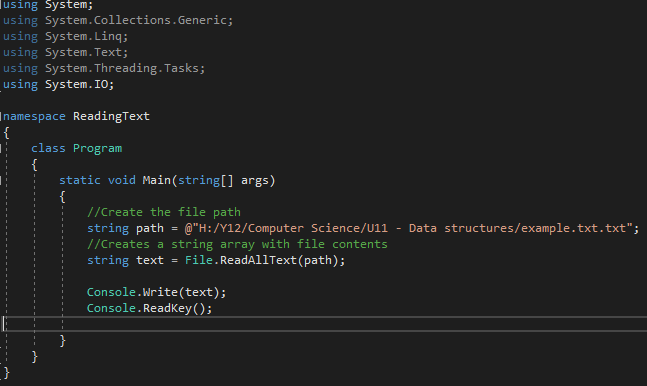 using System;
using System.Collections.Generic;
using System.Linq;
using System.Text;
using System.Threading.Tasks;
using System.IO;
namespace ReadingText
{
class Program
{
static void Main(string[] args)
{
//Create the file path
string path = @"H:/Y12/Computer Science/U11 - Data structures/example.txt.txt";
//Creates a string array with file contents
string text = File.ReadAllText(path);
Console.Write(text);
Console.ReadKey();
}
}
}